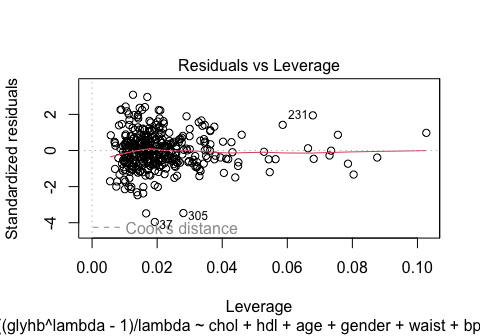 Residuals vs Leverage
Standardized residuals
2
0
-2
-4
231
305
37
Cook's distance
0.00 0.02 0.04 0.06 0.08 0.10
Leverage
((glyhb^lambda - 1)/lambda ~ chol + hdl + age + gender + waist + bp